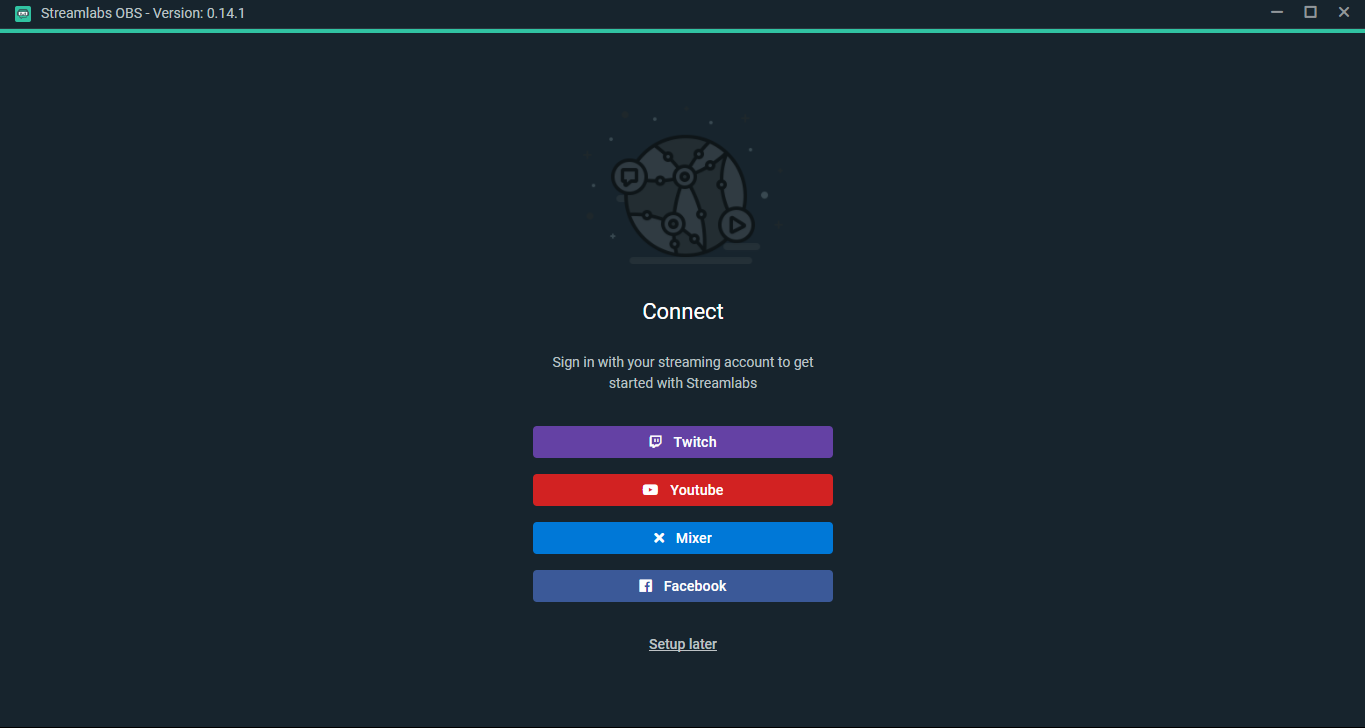 Streamlabs OBS - Version: 0.14.1
Connect
Sign in with your streaming account to get
started with Streamlabs
Twitch
Youtube
Mixer
Facebook
Setup later